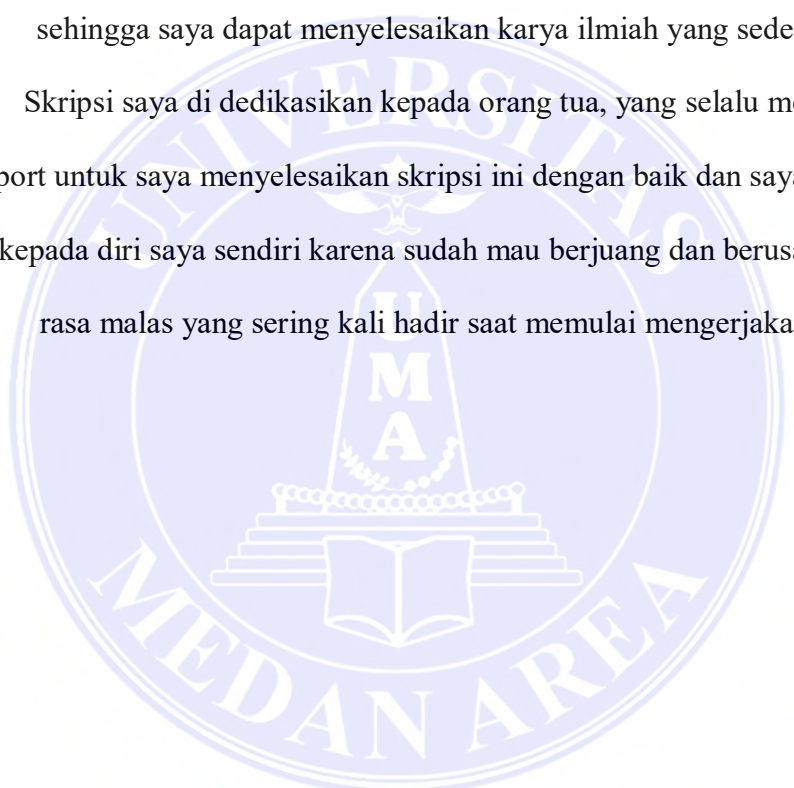 sehingga saya dapat menyelesaikan karya ilmiah yang sede
Skripsi saya di dedikasikan kepada orang tua, yang selalu me
port untuk saya menyelesaikan skripsi ini dengan baik dan saya
kepada diri saya sendiri karena sudah mau berjuang dan berusa
rasa malas yang sering kali hadir saat memulai mengerjaka
UNIVERSITAS
U
M
A
MEDAN AREA